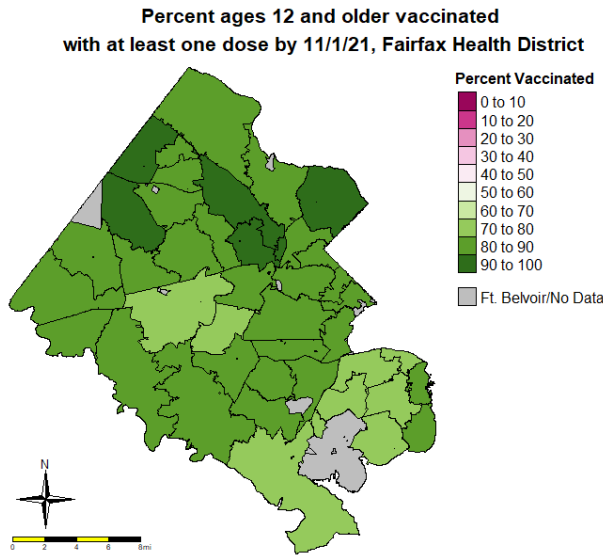 Percent ages 12 and older vaccinated
with at least one dose by 11/1/21, Fairfax Health District
Percent Vaccinated
0 to 10
10 to 20
20 to 30
30 to 40
40 to 50
50 to 60
60 to 70
70 to 80
80 to 90
90 to 100
Ft. Belvoir/No Data
N
0 2 4 6 8mi